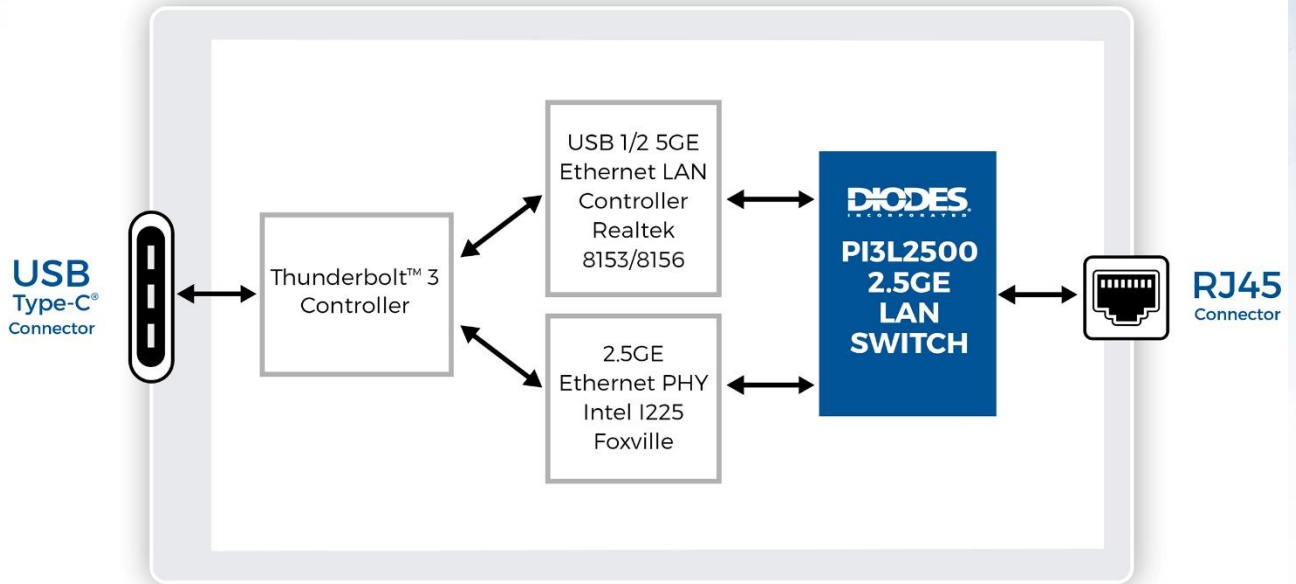 USB
Type-C®
Connector
Thunderbolt™ 3
Controller
USB 1/2 5GE
Ethernet LAN
Controller
Realtek
8153/8156
2.5GE
Ethernet PHY
Intel I225
Foxville
DIODES
INCORPORATED
PI3L2500
2.5GE
LAN
SWITCH
RJ45
Connector